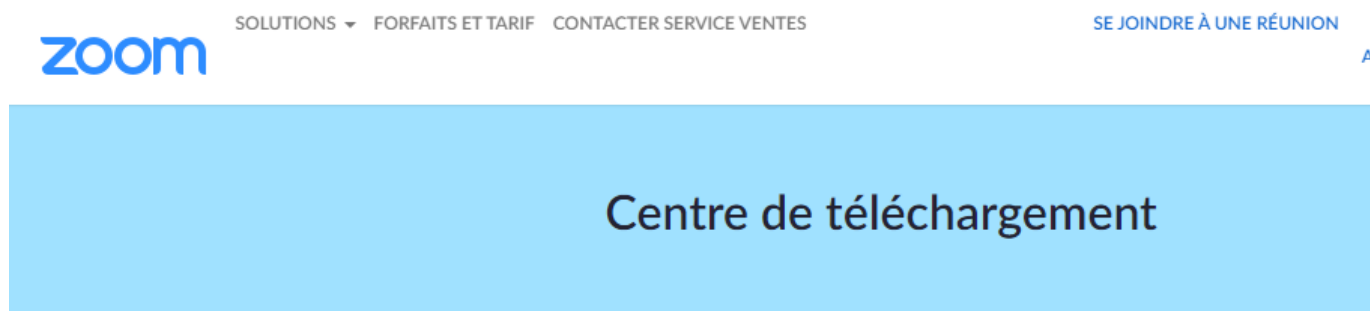 zoom
SOLUTIONS FORFAITS ET TARIF CONTACTER SERVICE VENTES
SE JOINDRE À UNE RÉUNION
Centre de téléchargement